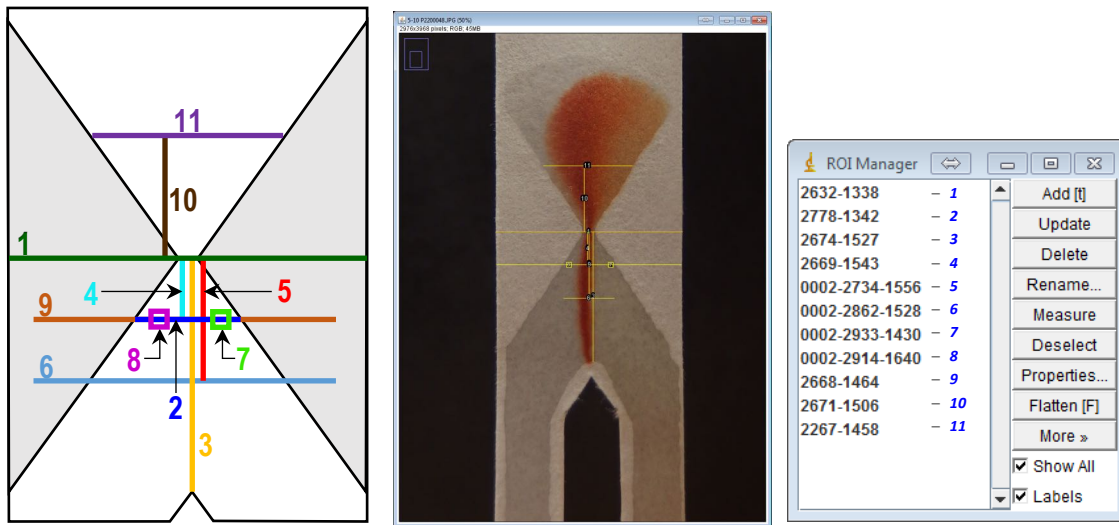 11
10
1
4
5
9
8
7
6
2
3
5-10 P2200048.JPG (50%)
2976x3968 pixels; RGB; 45MB
11
10
ROI Manager
2632-1338 – 1
2778-1342 – 2
2674-1527 – 3
2669-1543 – 4
0002-2734-1556 – 5
0002-2862-1528 – 6
0002-2933-1430 – 7
0002-2914-1640 – 8
2668-1464 – 9
2671-1506 – 10
2267-1458 – 11
Add [t]
Update
Delete
Rename...
Measure
Deselect
Properties...
Flatten [F]
More »
Show All
Labels